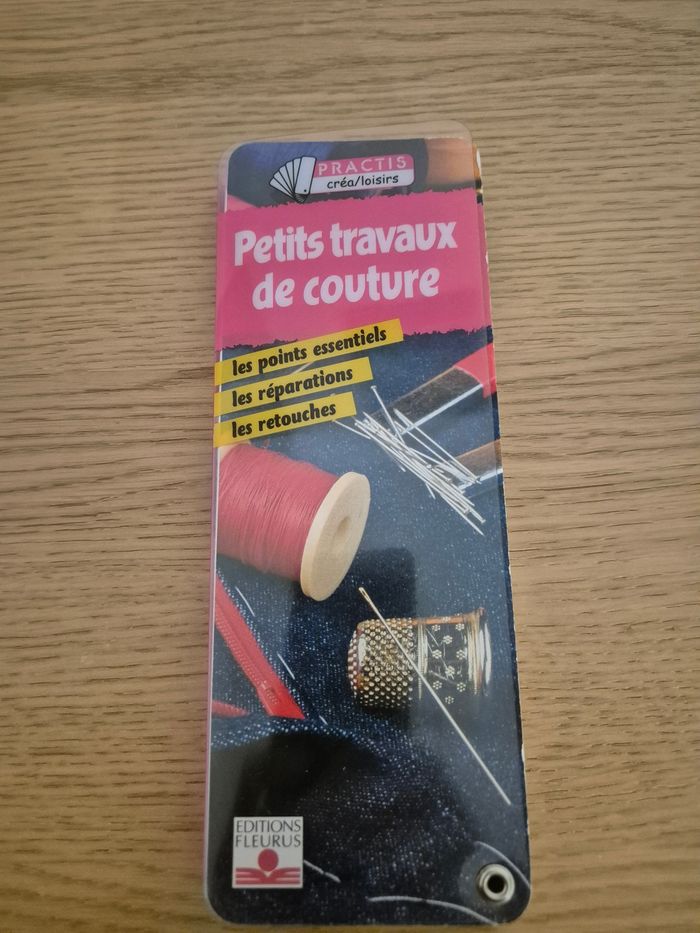 PRACTIS
créa/loisirs
Petits travaux
de couture
les points essentiels
les réparations
les retouches
EDITIONS
FLEURUS